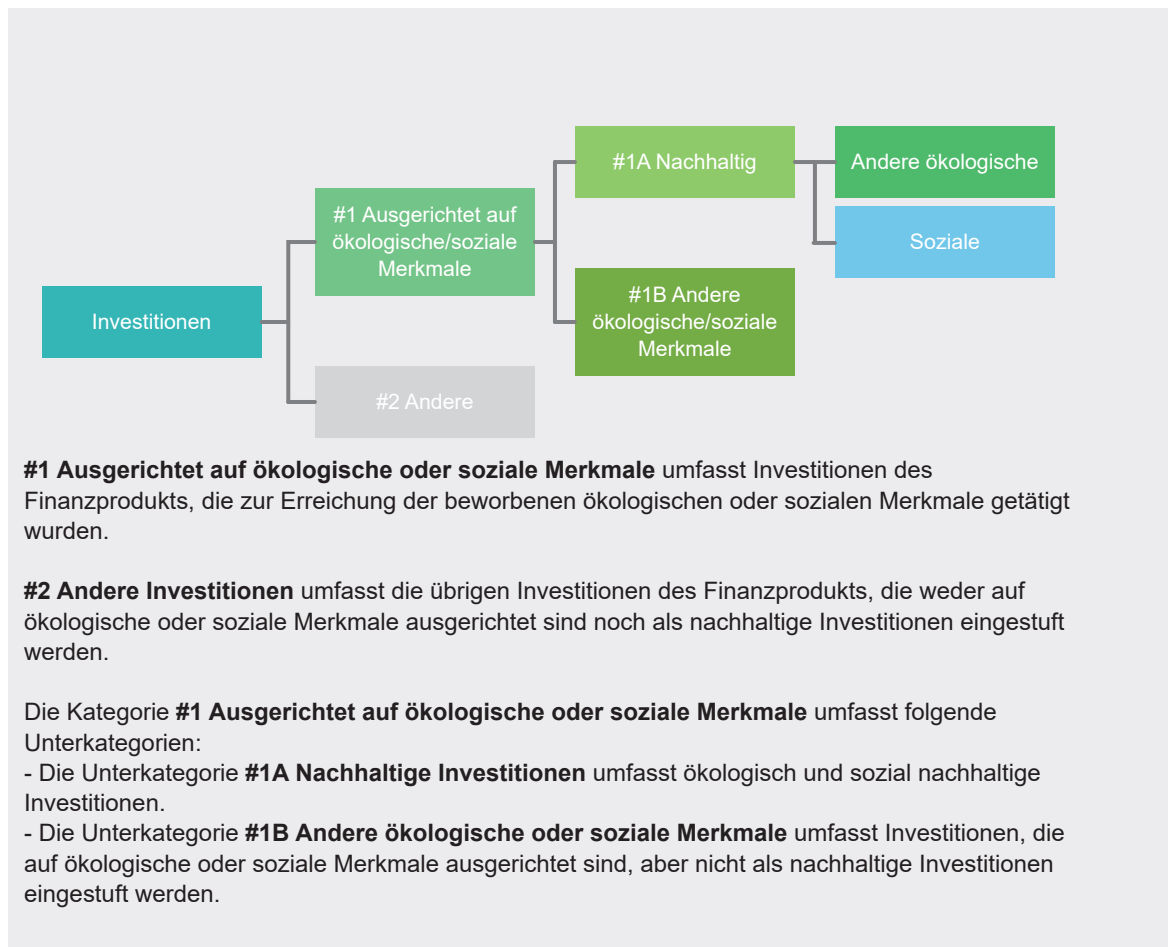 #1A Nachhaltig
Andere ökologische
#1 Ausgerichtet auf
ökologische/soziale
Merkmale
Soziale
Investitionen
#1B Andere
ökologische/soziale
Merkmale
#2 Andere
#1 Ausgerichtet auf ökologische oder soziale Merkmale umfasst Investitionen des
Finanzprodukts, die zur Erreichung der beworbenen ökologischen oder sozialen Merkmale getätigt
wurden.
#2 Andere Investitionen umfasst die übrigen Investitionen des Finanzprodukts, die weder auf
ökologische oder soziale Merkmale ausgerichtet sind noch als nachhaltige Investitionen eingestuft
werden.
Die Kategorie #1 Ausgerichtet auf ökologische oder soziale Merkmale umfasst folgende
Unterkategorien:
- Die Unterkategorie #1A Nachhaltige Investitionen umfasst ökologisch und sozial nachhaltige
Investitionen.
- Die Unterkategorie #1B Andere ökologische oder soziale Merkmale umfasst Investitionen, die
auf ökologische oder soziale Merkmale ausgerichtet sind, aber nicht als nachhaltige Investitionen
eingestuft werden.